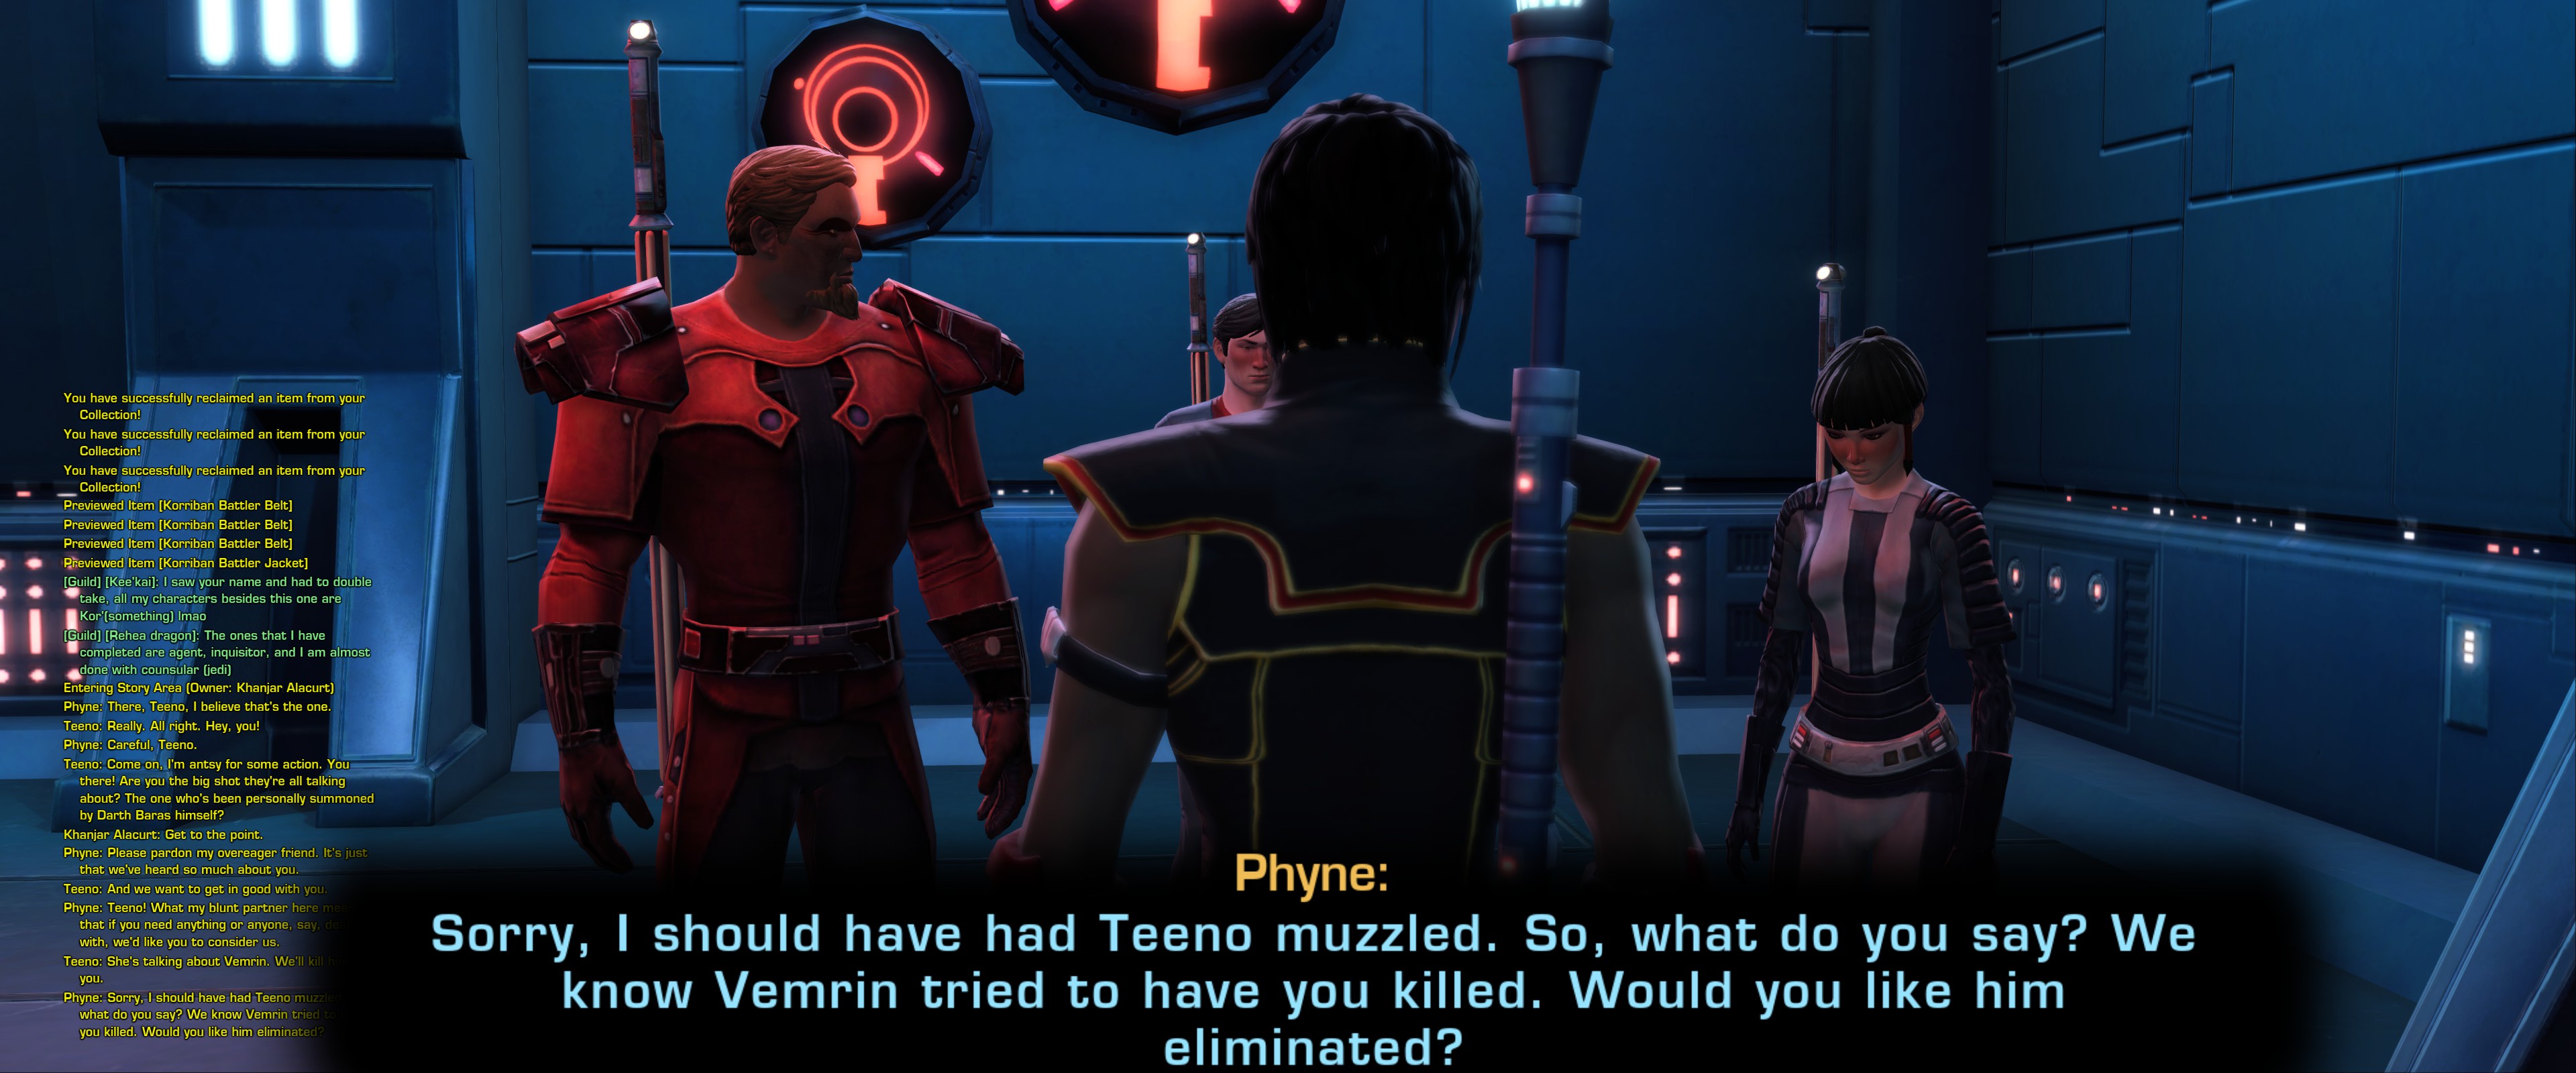 You have successfully reclaimed an item from your
Collection!
You have successfully reclaimed an item from your
Collection!
You have successfully reclaimed an item from your
Collection!
Previewed Item [Korriban Battler Belt]
Previewed Item [Korriban Battler Belt]
Previewed Item [Korriban Battler Belt]
Previewed Item [Korriban Battler Jacket]
[Guild] [Kee'kai]: I saw your name and had to double
take, all my characters besides this one are
Kor'(something) lmao
[Guild] [Rehea dragon]: The ones that I have
completed are agent, inquisitor, and I am almost
done with counsular (jedi)
Entering Story Area (Owner: Khanjar Alacurt)
Phyne: There, Teeno, I believe that's the one.
Teeno: Really. All right. Hey, you!
Phyne: Careful, Teeno.
Teeno: Come on, I'm antsy for some action. You
there! Are you the big shot they're all talking
about? The one who's been personally summoned
by Darth Baras himself?
Khanjar Alacurt: Get to the point.
Phyne: Please pardon my overeager friend. It's just
that we've heard so much about you.
Teeno: And we want to get in good with you.
Phyne: Teeno! What my blunt partner here
that if you need anything or anyone, say,
with, we'd like you to consider us.
Teeno: She's talking about Vemrin. We'll kill
you.
Phyne: Sorry, I should have had Teeno
what do you say? We know Vemrin tried
you killed. Would you like him eliminated?
Phyne:
Sorry, I should have had Teeno muzzled. So, what do you say? We
know Vemrin tried to have you killed. Would you like him
eliminated?